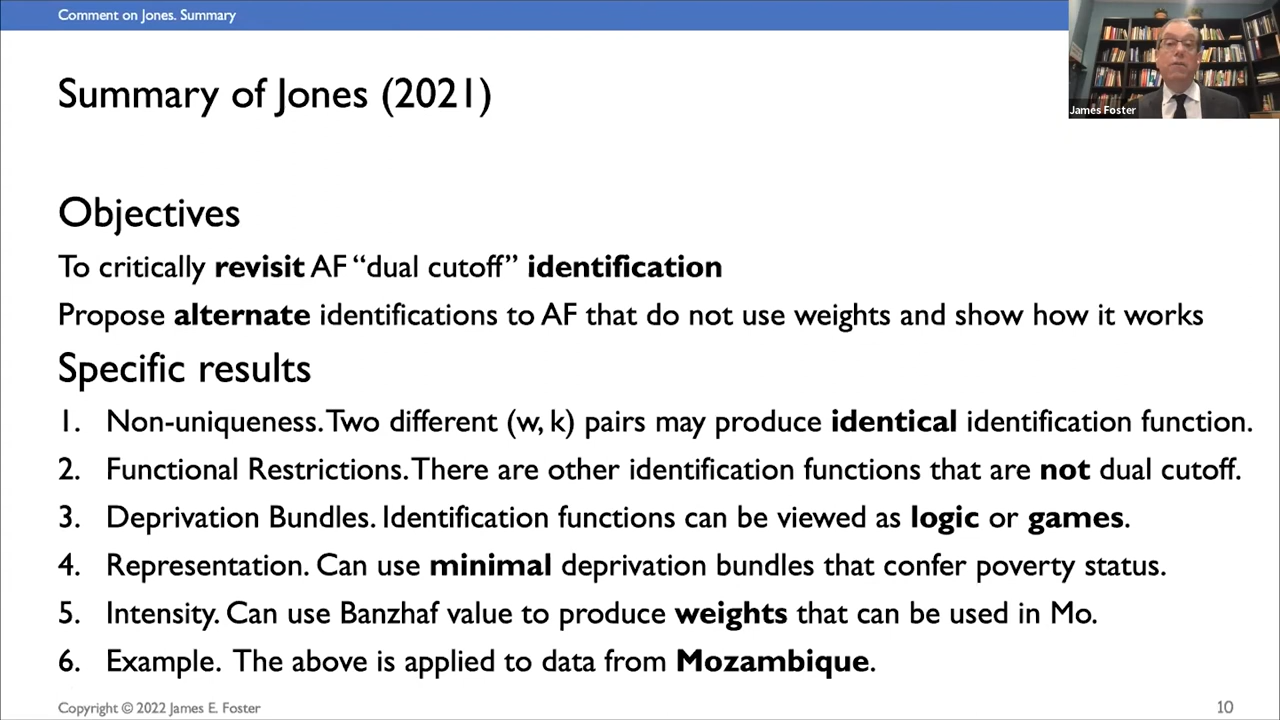 Comment on Jones. Summary
James Foster
Summary of Jones (2021)
Objectives
To critically revisit AF “dual cutoff” identification
Propose alternate identifications to AF that do not use weights and show how it works
Specific results
1. Non-uniqueness. Two different (w, k) pairs may produce identical identification function.
2. Functional Restrictions. There are other identification functions that are not dual cutoff.
3. Deprivation Bundles. Identification functions can be viewed as logic or games.
4. Representation. Can use minimal deprivation bundles that confer poverty status.
5. Intensity. Can use Banzhaf value to produce weights that can be used in Mo.
6. Example. The above is applied to data from Mozambique.
Copyright © 2022 James E. Foster
10